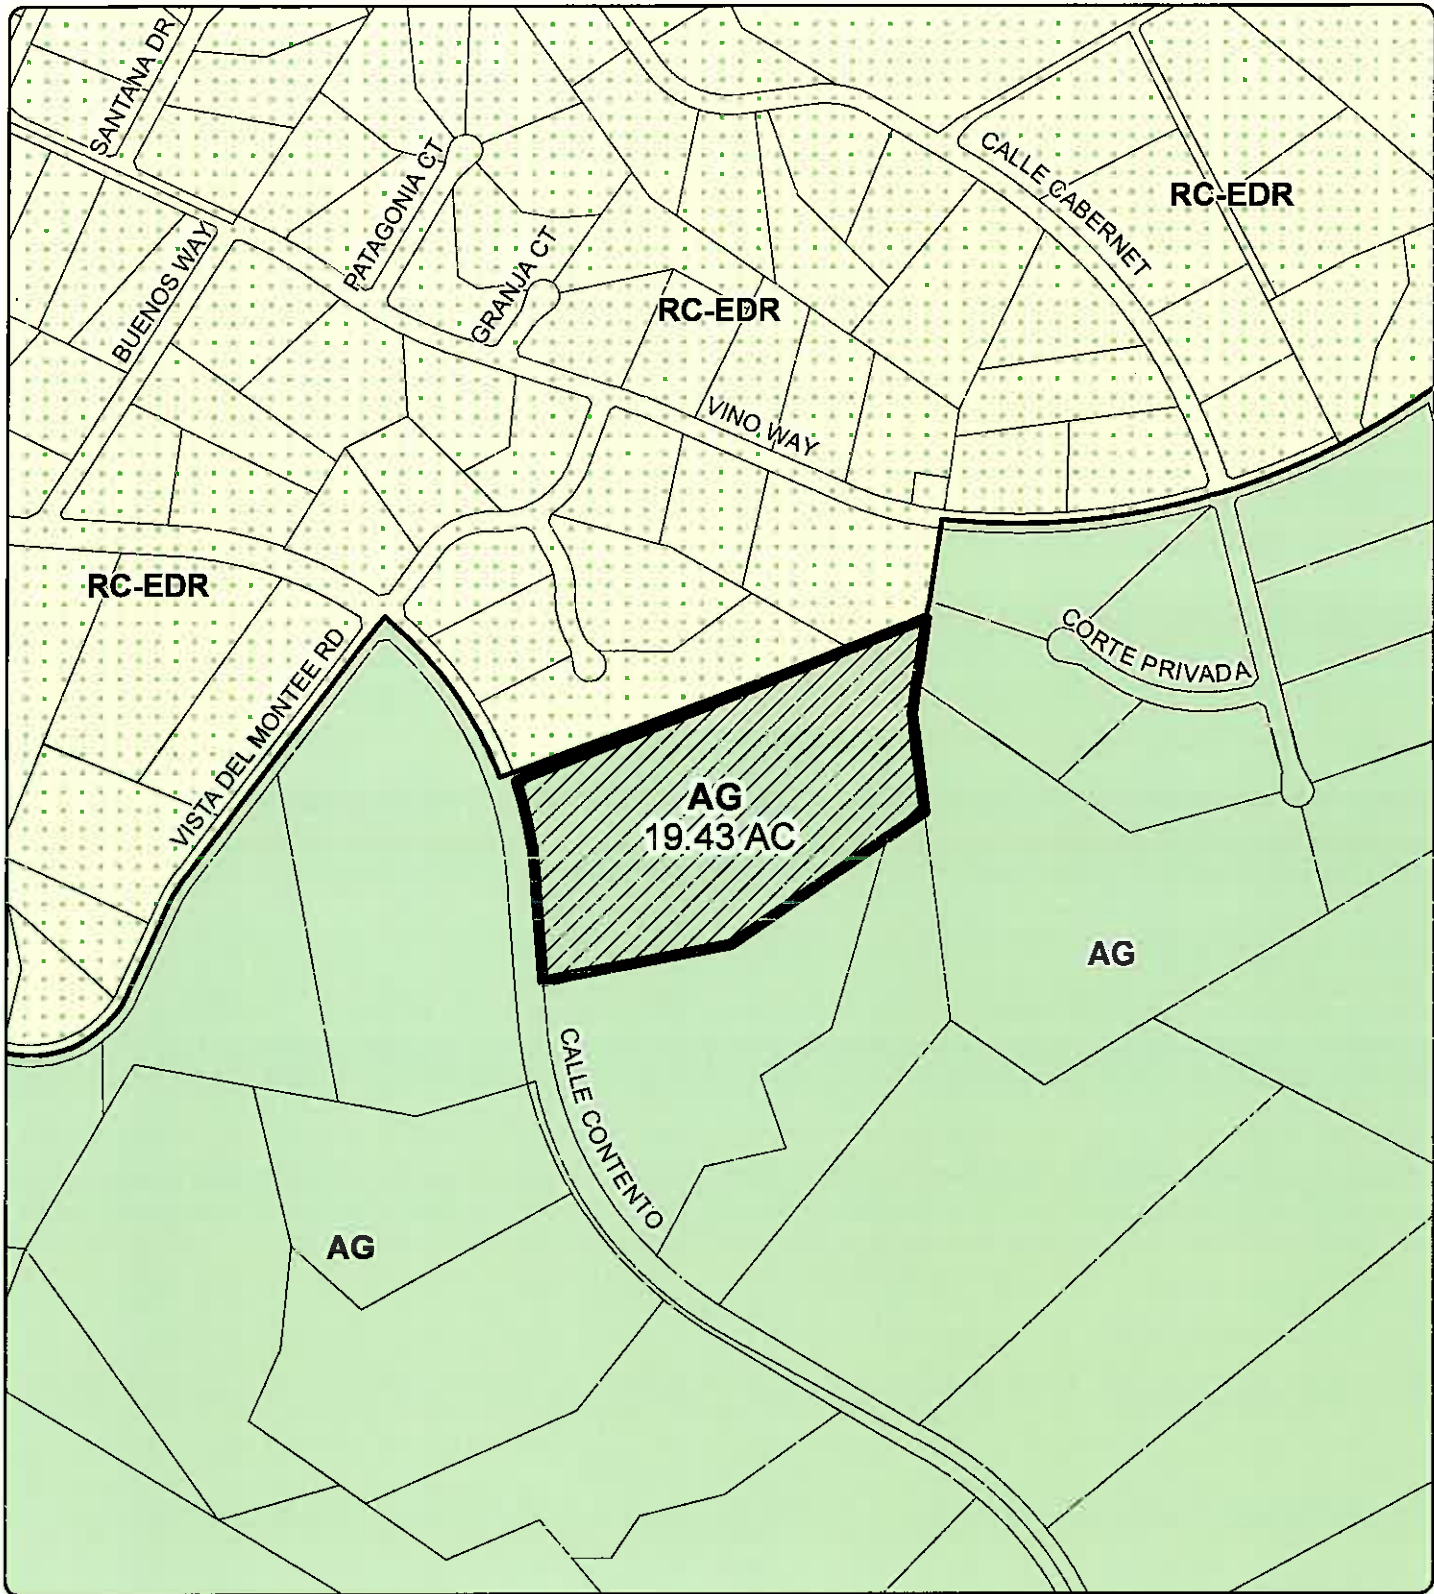 SANTANA DR
CALLE CABERNET
RC-EDR
PATAGONIA CT
BUENOS WAY
GRANJA CT
RC-EDR
VINO WAY
RC-EDR
CORTE PRIVADA
VISTA DEL MONTEE RD
AG
19.43 AC
AG
CALLE CONTENTO
AG